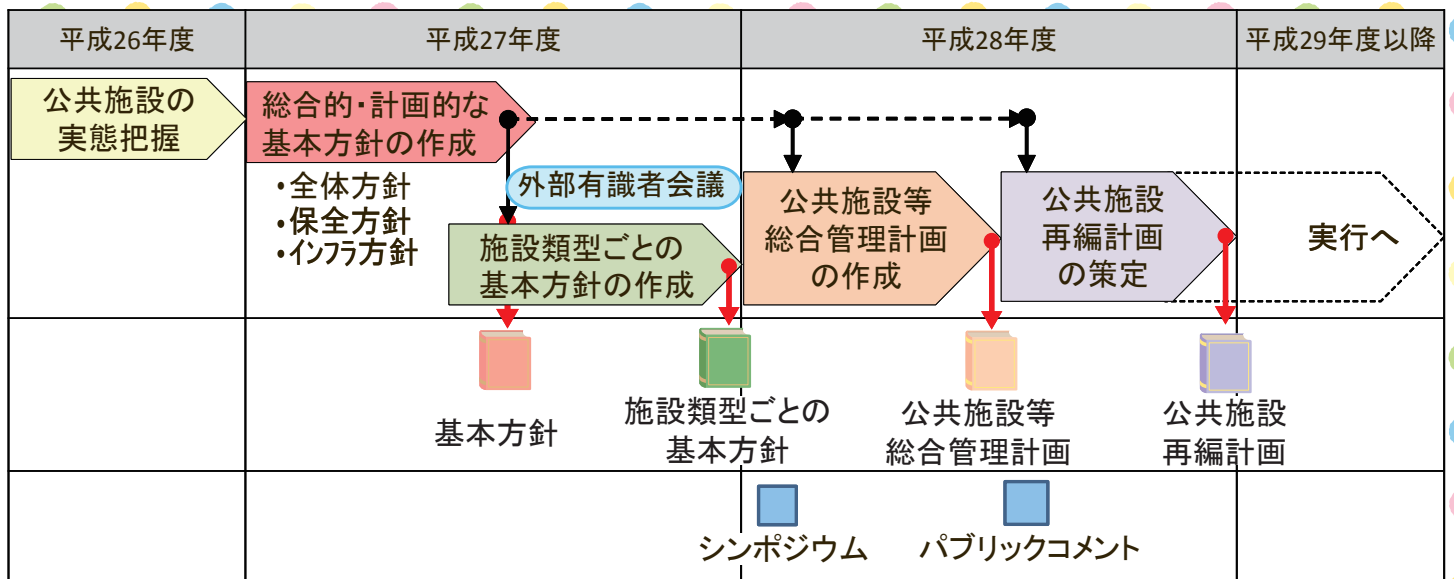 平成26年度
平成27年度
平成28年度
平成29年度以降
公共施設の
実態把握
総合的・計画的な
基本方針の作成
・全体方針
・保全方針
・インフラ方針
外部有識者会議
施設類型ごとの
基本方針の作成
公共施設等
総合管理計画
の作成
公共施設
再編計画
の策定
実行へ
基本方針
施設類型ごとの
基本方針
公共施設等
総合管理計画
公共施設
再編計画
シンポジウム
パブリックコメント